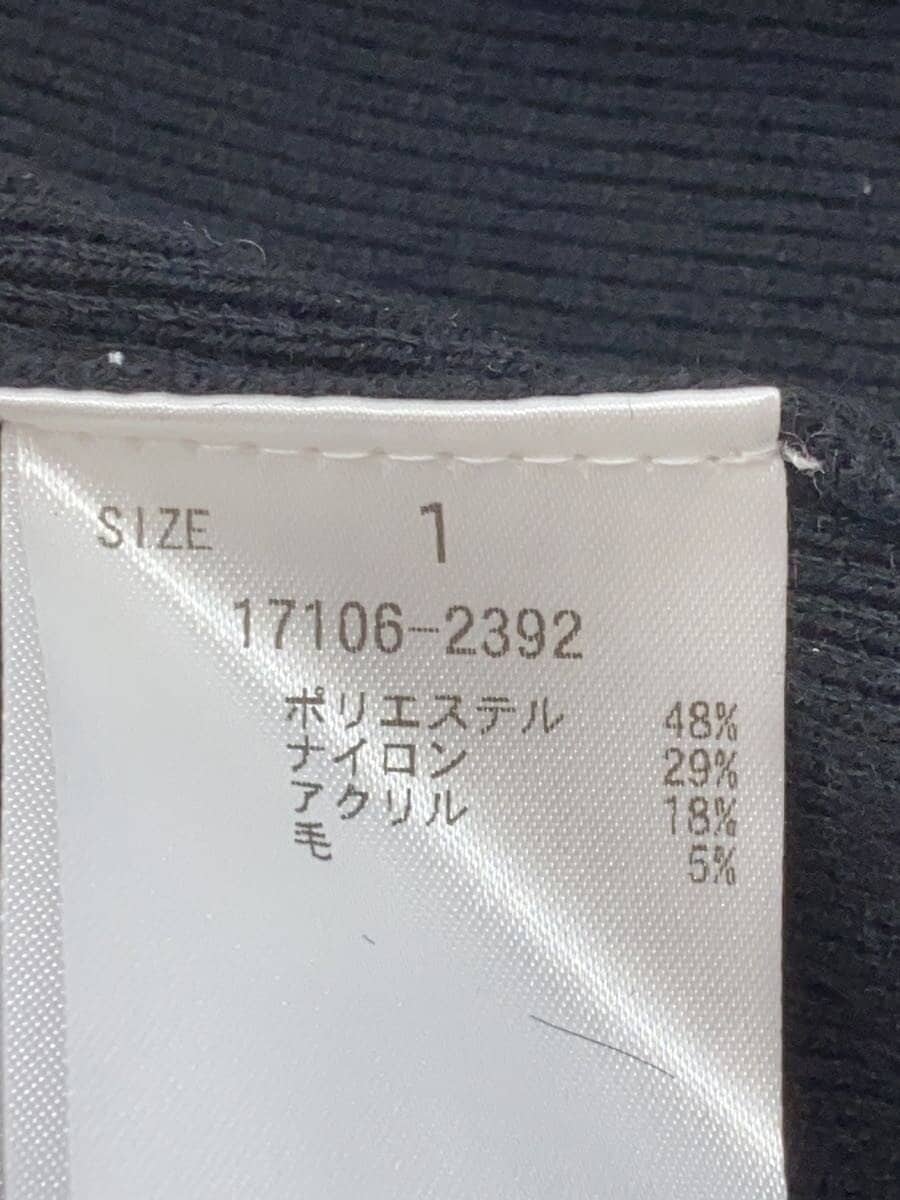 SIZE 1
17106-2392
ポリエステル 48%
ナイロン 29%
アクリル 18%
毛 5%